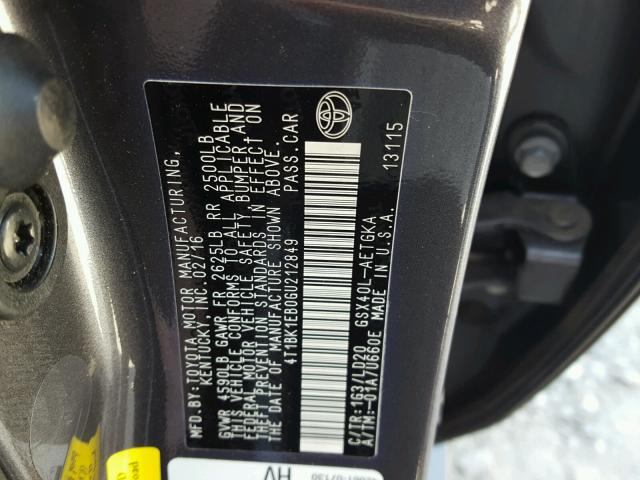 MFD.BY:TOYOTA MOTOR MANUFACTURING,
KENTUCKY, INC. 02/16
GVWR 4590LB GAWR FR 2625LB RR 2500LB
THIS VEHICLE CONFORMS TO ALL APPLICABLE
FEDERAL MOTOR VEHICLE SAFETY, BUMPER AND
THEFT PREVENTION STANDARDS IN EFFECT ON
THE DATE OF MANUFACTURE SHOWN ABOVE.
4T1BK1EB0GU212849 PASS.CAR
C/TR:1G3/LD20 GSX40L-AETGKA
A/TM:-01A/U660E MADE IN U.S.A. 13115
HV